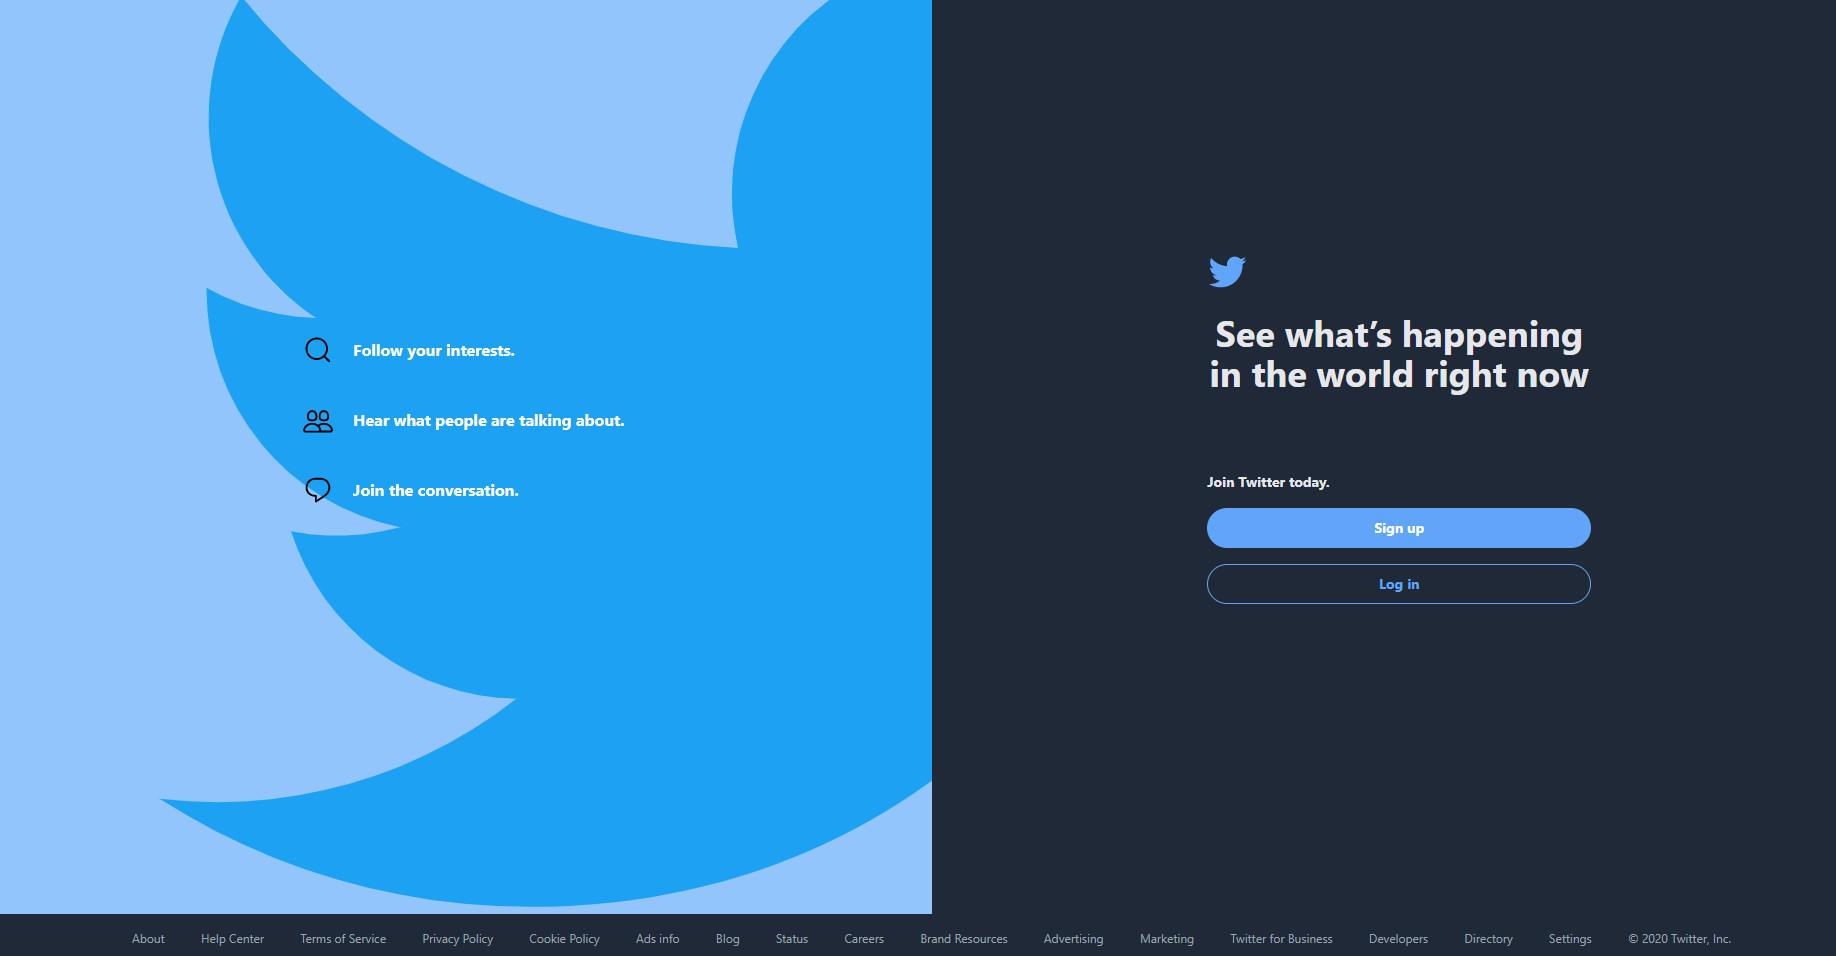 Follow your interests.
Hear what people are talking about.
Join the conversation.
See what’s happening
in the world right now
Join Twitter today.
Sign up
Log in
About Help Center Terms of Service Privacy Policy Cookie Policy Ads info Blog Status Careers Brand Resources Advertising Marketing Twitter for Business Developers Directory Settings © 2020 Twitter, Inc.